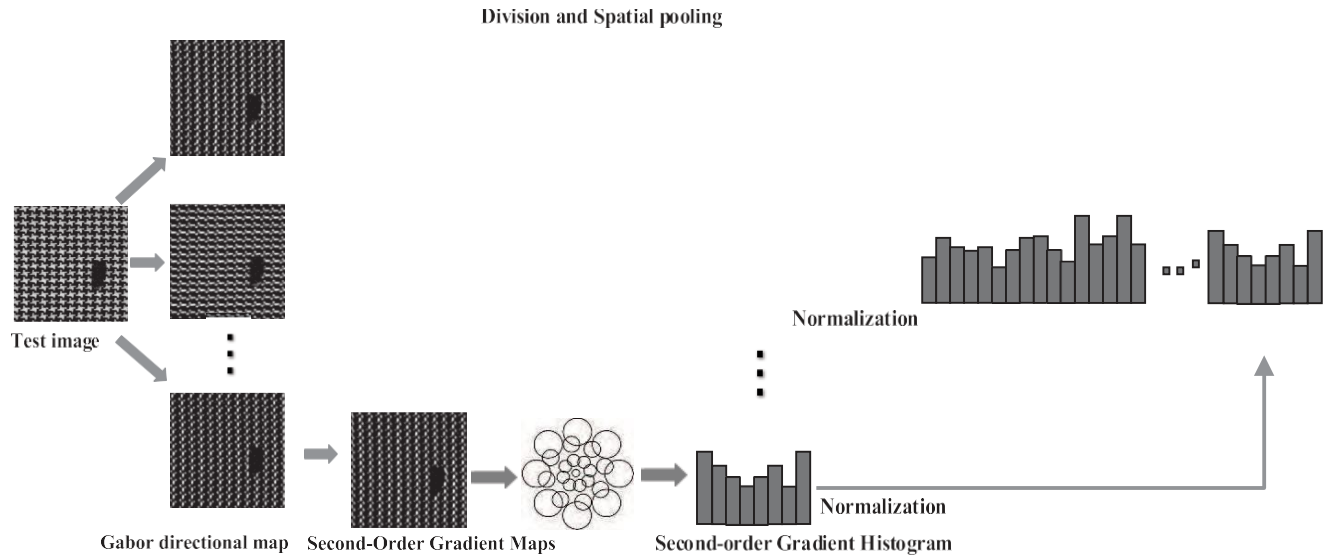 Division and Spatial pooling
Test image
Normalization
Normalization
Gabor directional map
Second-Order Gradient Maps
Second-order Gradient Histogram